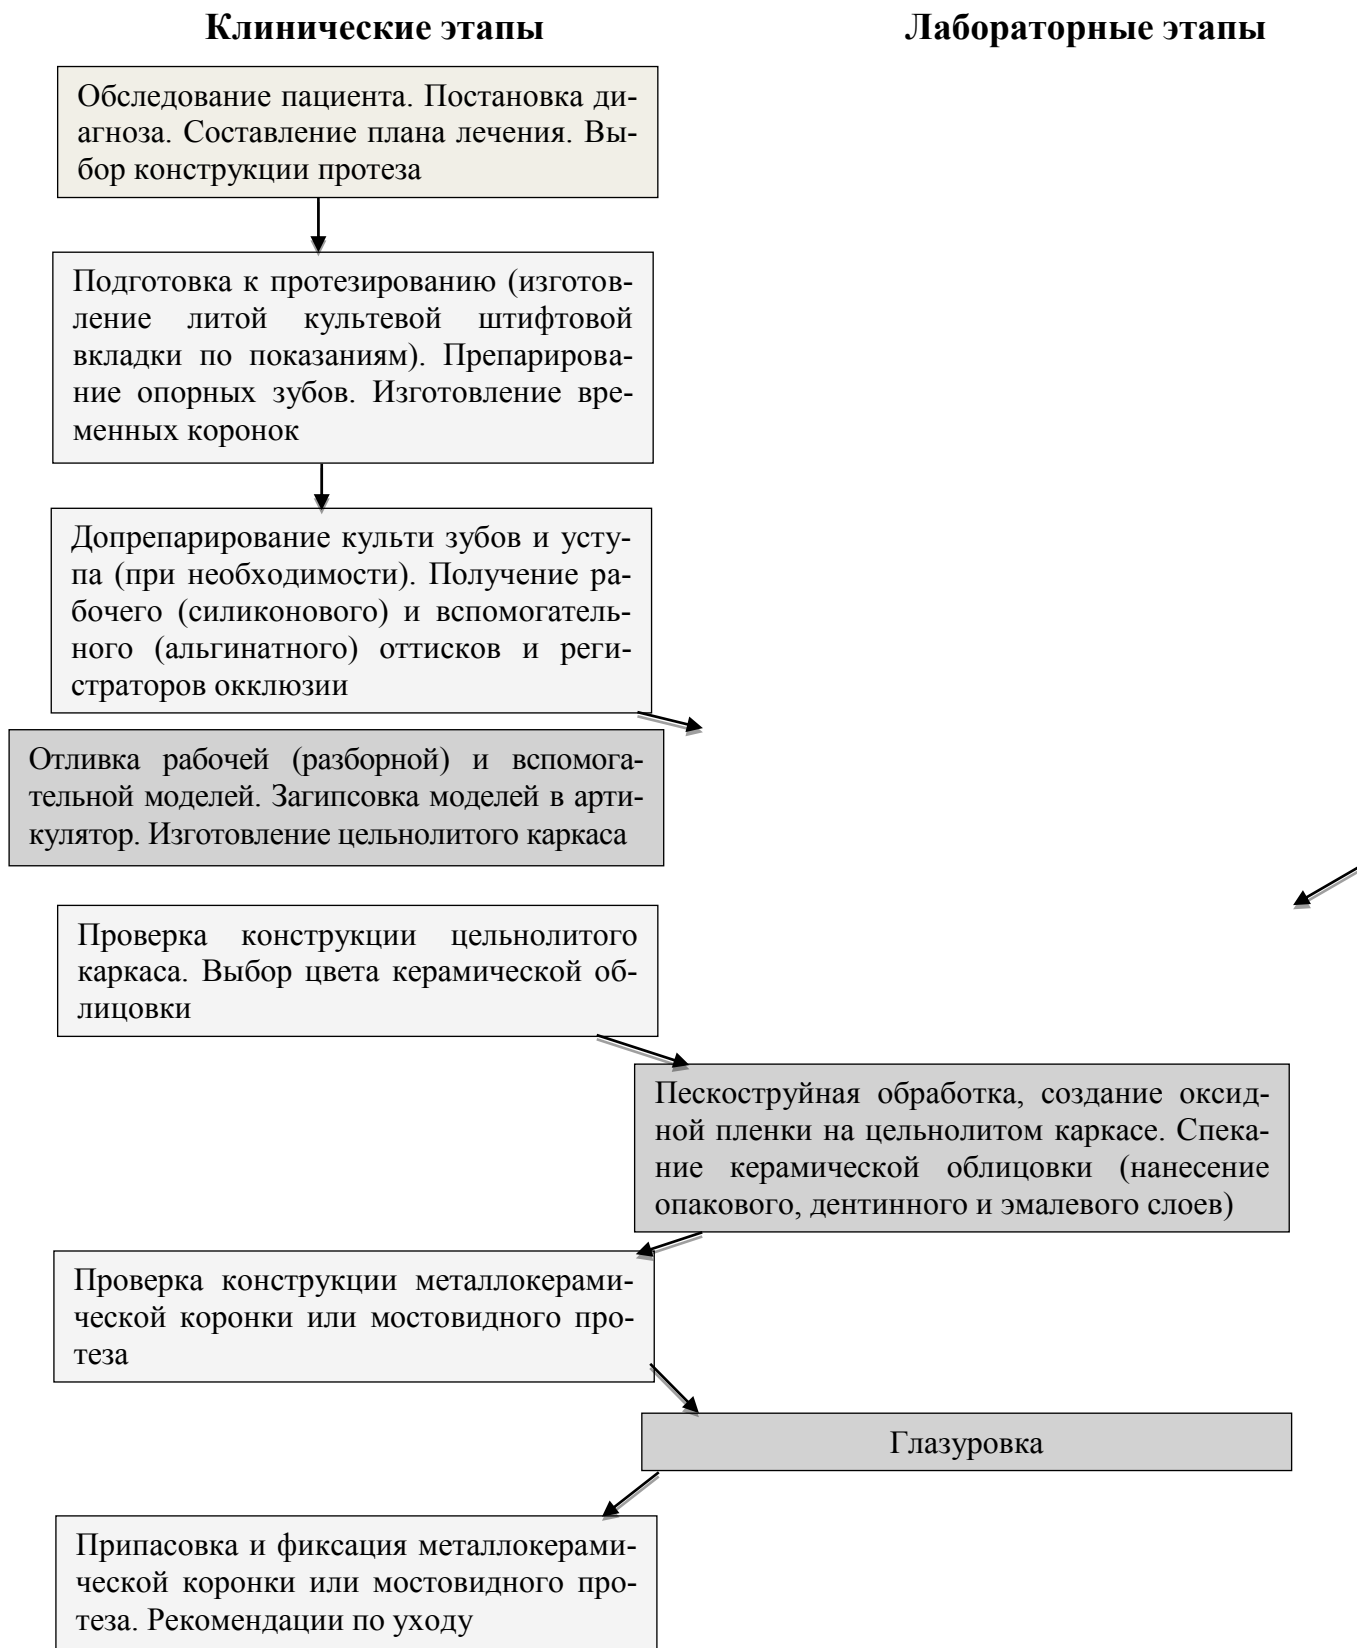 Клинические этапы
Лабораторные этапы
Обследование пациента. Постановка ди-
агноза. Составление плана лечения. Вы-
бор конструкции протеза
Подготовка к протезированию (изготов-
ление литой культевой штифтовой
вкладки по показаниям). Препарирова-
ние опорных зубов. Изготовление вре-
менных коронок
Допрепарирование культи зубов и усту-
па (при необходимости). Получение ра-
бочего (силиконового) и вспомогатель-
ного (альгинатного) оттисков и реги-
страторов окклюзии
Отливка рабочей (разборной) и вспомога-
тельной моделей. Загипсовка моделей в арти-
кулятор. Изготовление цельнолитого каркаса
Проверка конструкции цельнолитого
каркаса. Выбор цвета керамической об-
лицовки
Пескоструйная обработка, создание оксид-
ной пленки на цельнолитом каркасе. Спека-
ние керамической облицовки (нанесение
опакового, дентинного и эмалевого слоев)
Проверка конструкции металлокерами-
ческой коронки или мостовидного про-
теза
Глазуровка
Припасовка и фиксация металлокерами-
ческой коронки или мостовидного про-
теза. Рекомендации по уходу